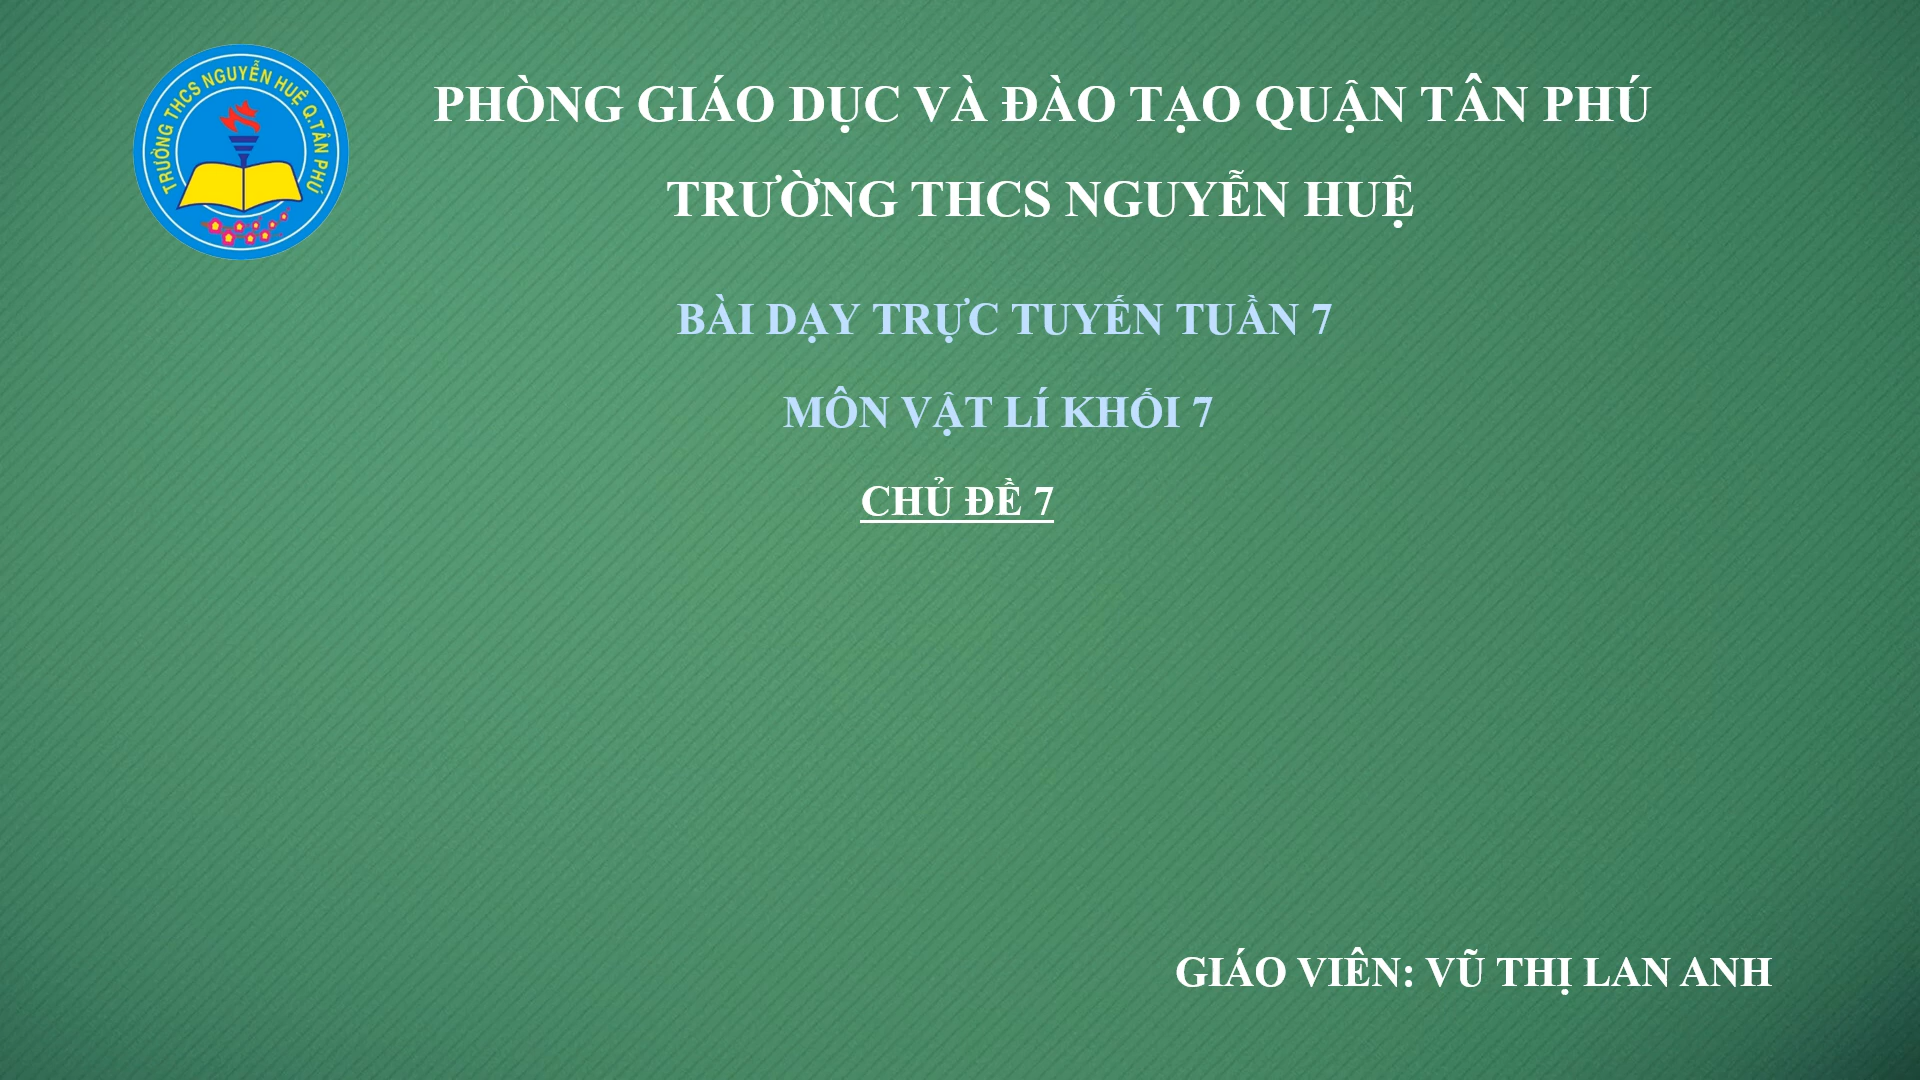 TRƯỜNG THCS NGUYỄN HUỆ Q.TÂN PHÚ
PHÒNG GIÁO DỤC VÀ ĐÀO TẠO QUẬN TÂN PHÚ
TRƯỜNG THCS NGUYỄN HUỆ
BÀI DẠY TRỰC TUYẾN TUẦN 7
MÔN VẬT LÍ KHỐI 7
CHỦ ĐỀ 7
GIÁO VIÊN: VŨ THỊ LAN ANH